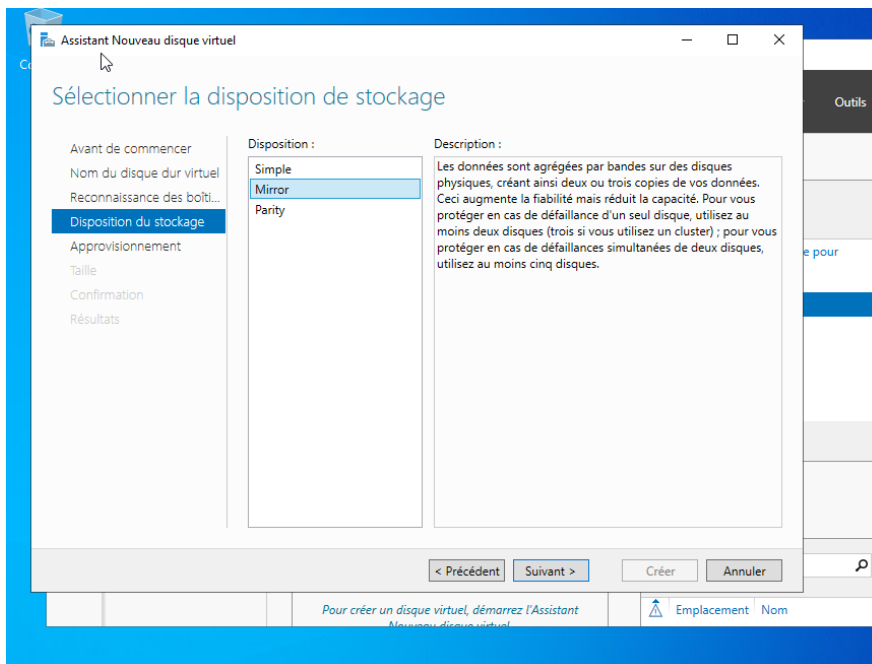 Assistant Nouveau disque virtuel
Sélectionner la disposition de stockage
Outils
Avant de commencer
Nom du disque dur virtuel
Reconnaissance des boîti...
Disposition du stockage
Approvisionnement
Taille
Confirmation
Résultats
Disposition :
Simple
Mirror
Parity
Description :
Les données sont agrégées par bandes sur des disques
physiques, créant ainsi deux ou trois copies de vos données.
Ceci augmente la fiabilité mais réduit la capacité. Pour vous
protéger en cas de défaillance d'un seul disque, utilisez au
moins deux disques (trois si vous utilisez un cluster) ; pour vous
protéger en cas de défaillances simultanées de deux disques,
utilisez au moins cinq disques.
e pour
< Précédent
Suivant >
Créer
Annuler
Pour créer un disque virtuel, démarrez l'Assistant
Nouveau disque virtuel
Emplacement
Nom